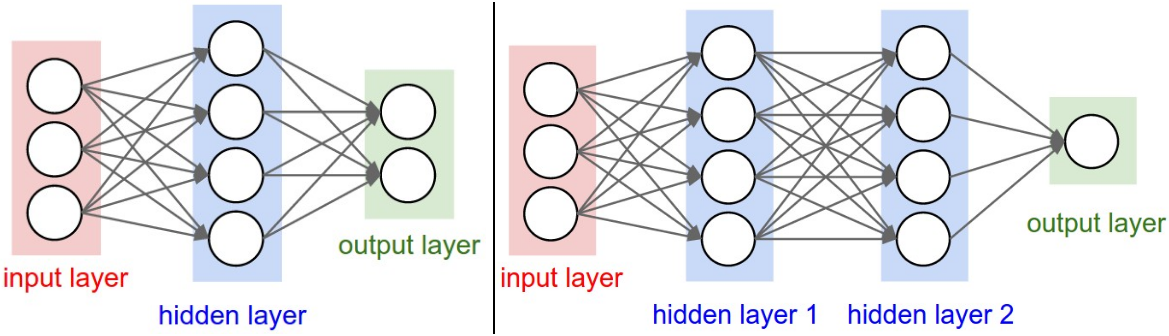 input layer
hidden layer
output layer
input layer
hidden layer 1
hidden layer 2
output layer